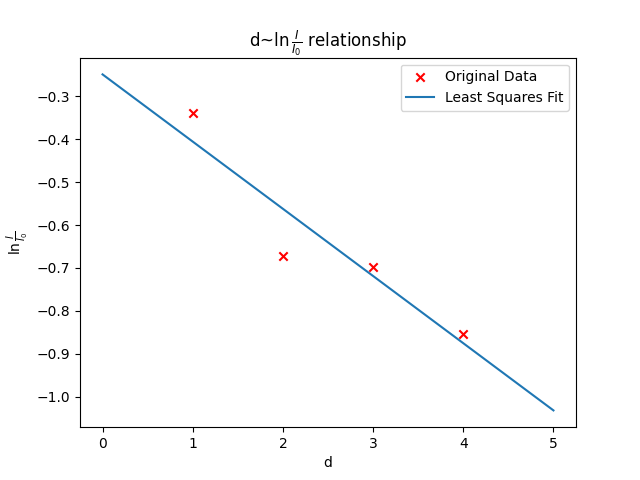 d~ln I/I₀ relationship
Original Data
Least Squares Fit
ln I/I₀
−0.3
−0.4
−0.5
−0.6
−0.7
−0.8
−0.9
−1.0
0 1 2 3 4 5
d